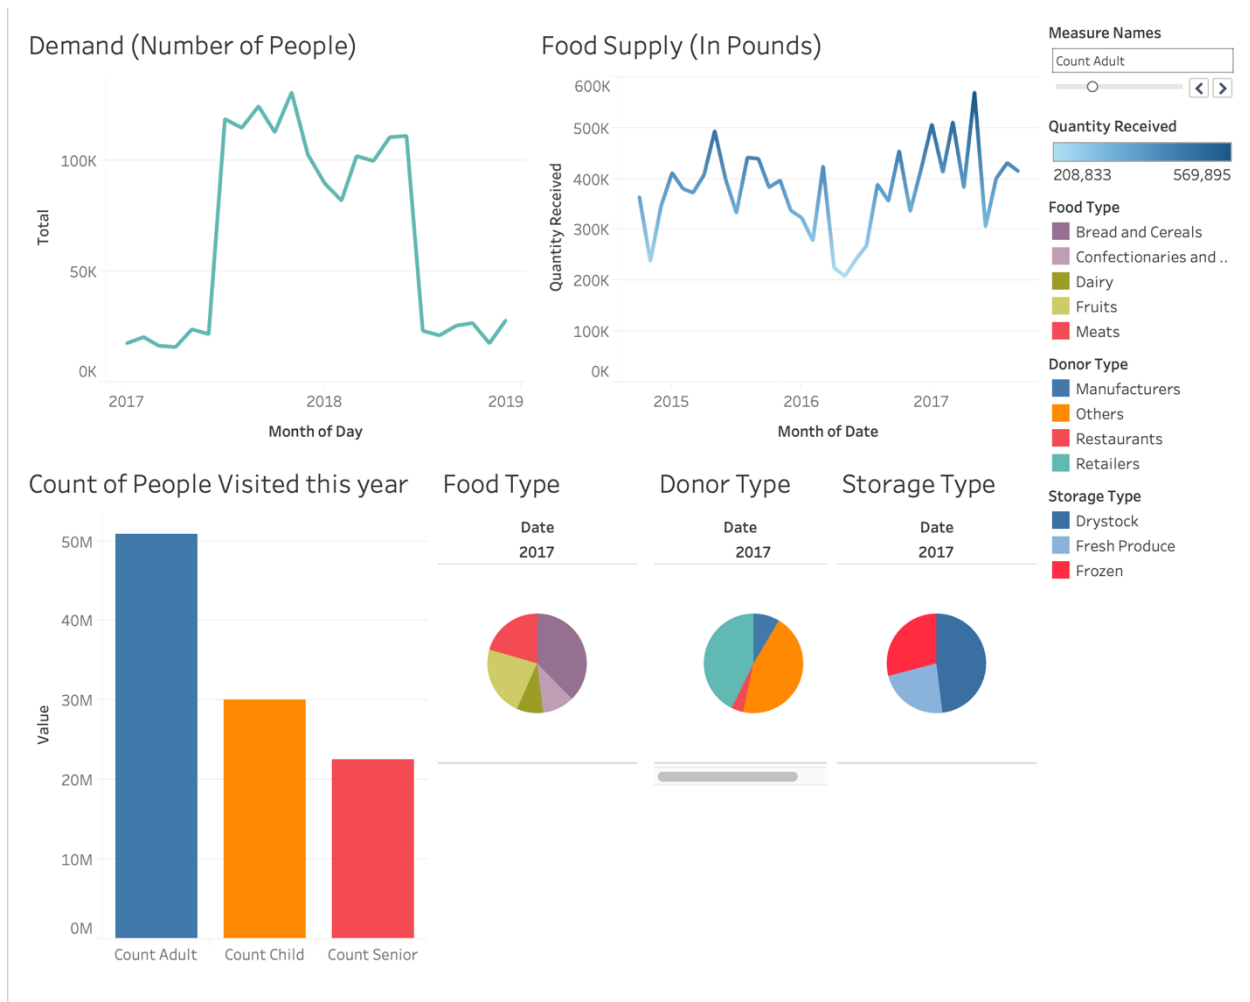 Demand (Number of People)
Total
100K
50K
0K
2017
2018
2019
Month of Day
Food Supply (In Pounds)
Quantity Received
600K
500K
400K
300K
200K
100K
0K
2015
2016
2017
Month of Date
Measure Names
Count Adult
Quantity Received
208,833
569,895
Food Type
Bread and Cereals
Confectionaries and ..
Dairy
Fruits
Meats
Donor Type
Manufacturers
Others
Restaurants
Retailers
Storage Type
Drystock
Fresh Produce
Frozen
Count of People Visited this year
Value
50M
40M
30M
20M
10M
0M
Count Adult
Count Child
Count Senior
Food Type
Date
2017
Donor Type
Date
2017
Storage Type
Date
2017